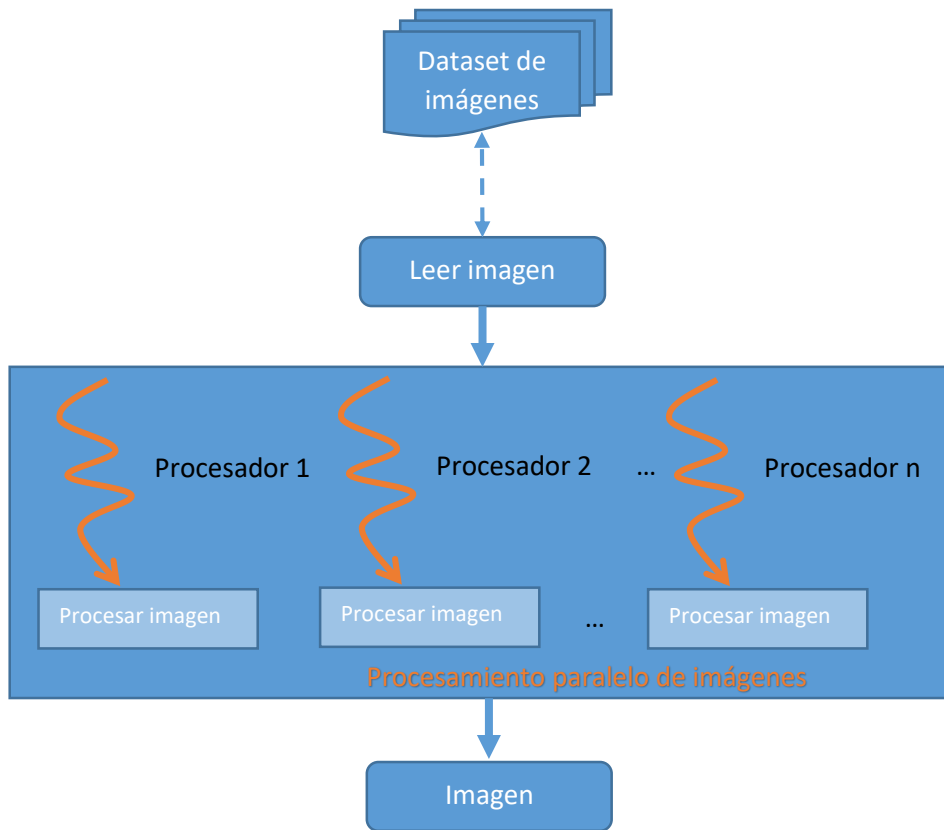 Dataset de
imágenes
Leer imagen
Procesador 1
Procesador 2
...
Procesador n
Procesar imagen
Procesar imagen
...
Procesar imagen
Procesamiento paralelo de imágenes
Imagen